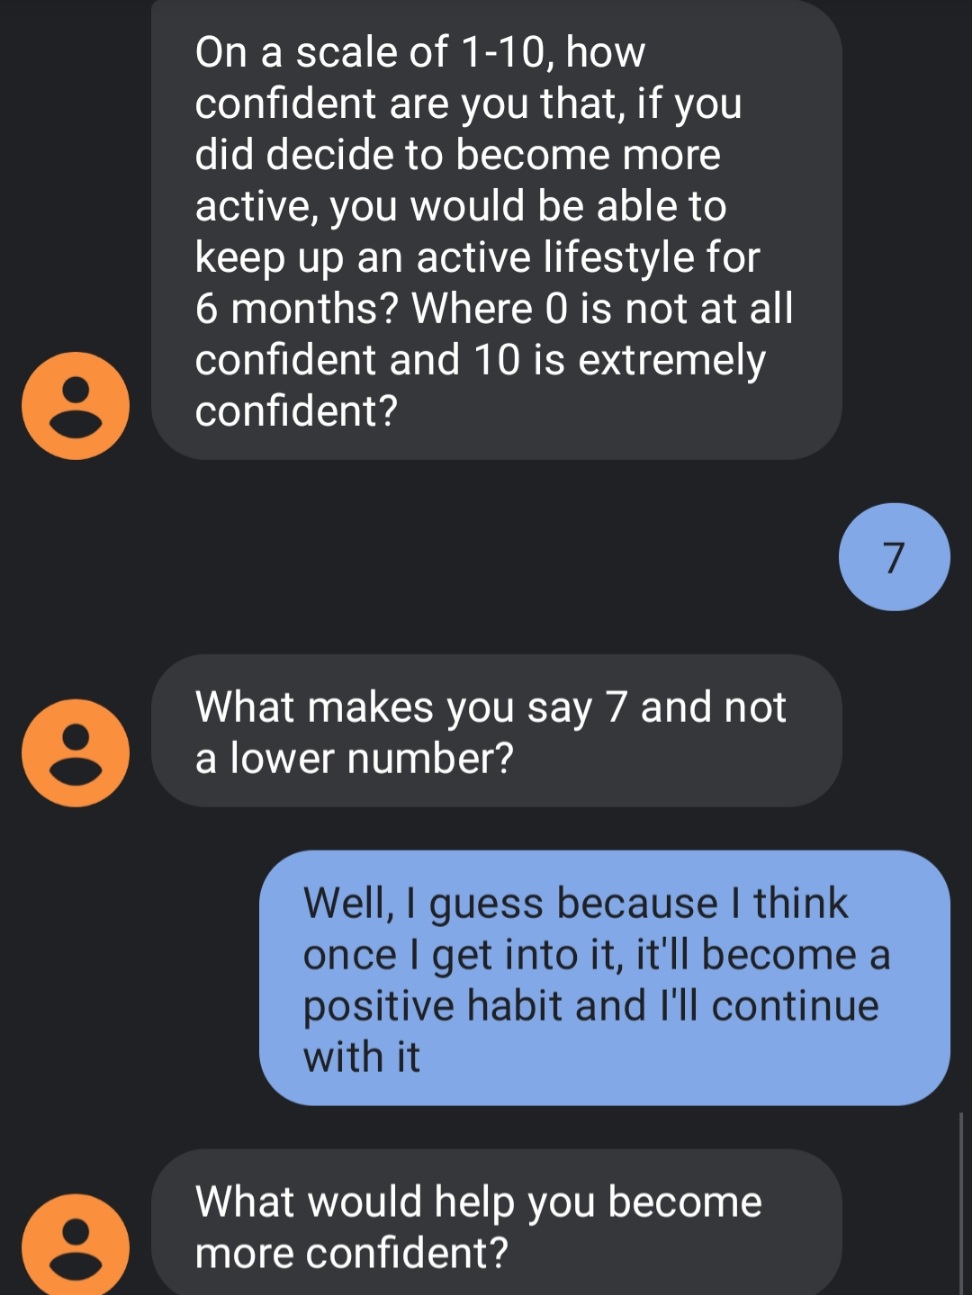 On a scale of 1-10, how
confident are you that, if you
did decide to become more
active, you would be able to
keep up an active lifestyle for
6 months? Where 0 is not at all
confident and 10 is extremely
confident?
7
What makes you say 7 and not
a lower number?
Well, I guess because I think
once I get into it, it'll become a
positive habit and I'll continue
with it
What would help you become
more confident?